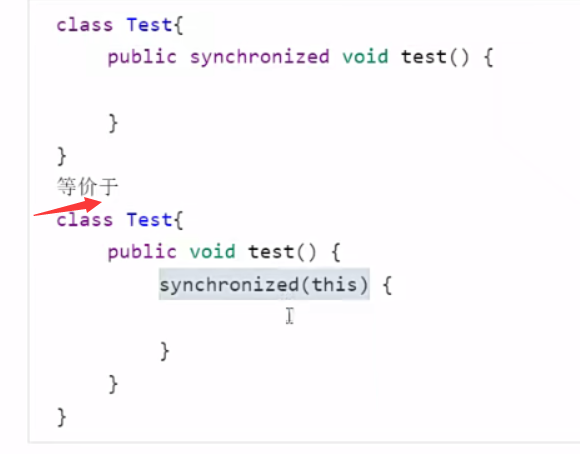 class Test{
public synchronized void test() {
}
}
等价于
class Test{
public void test() {
synchronized(this) {
}
}
}